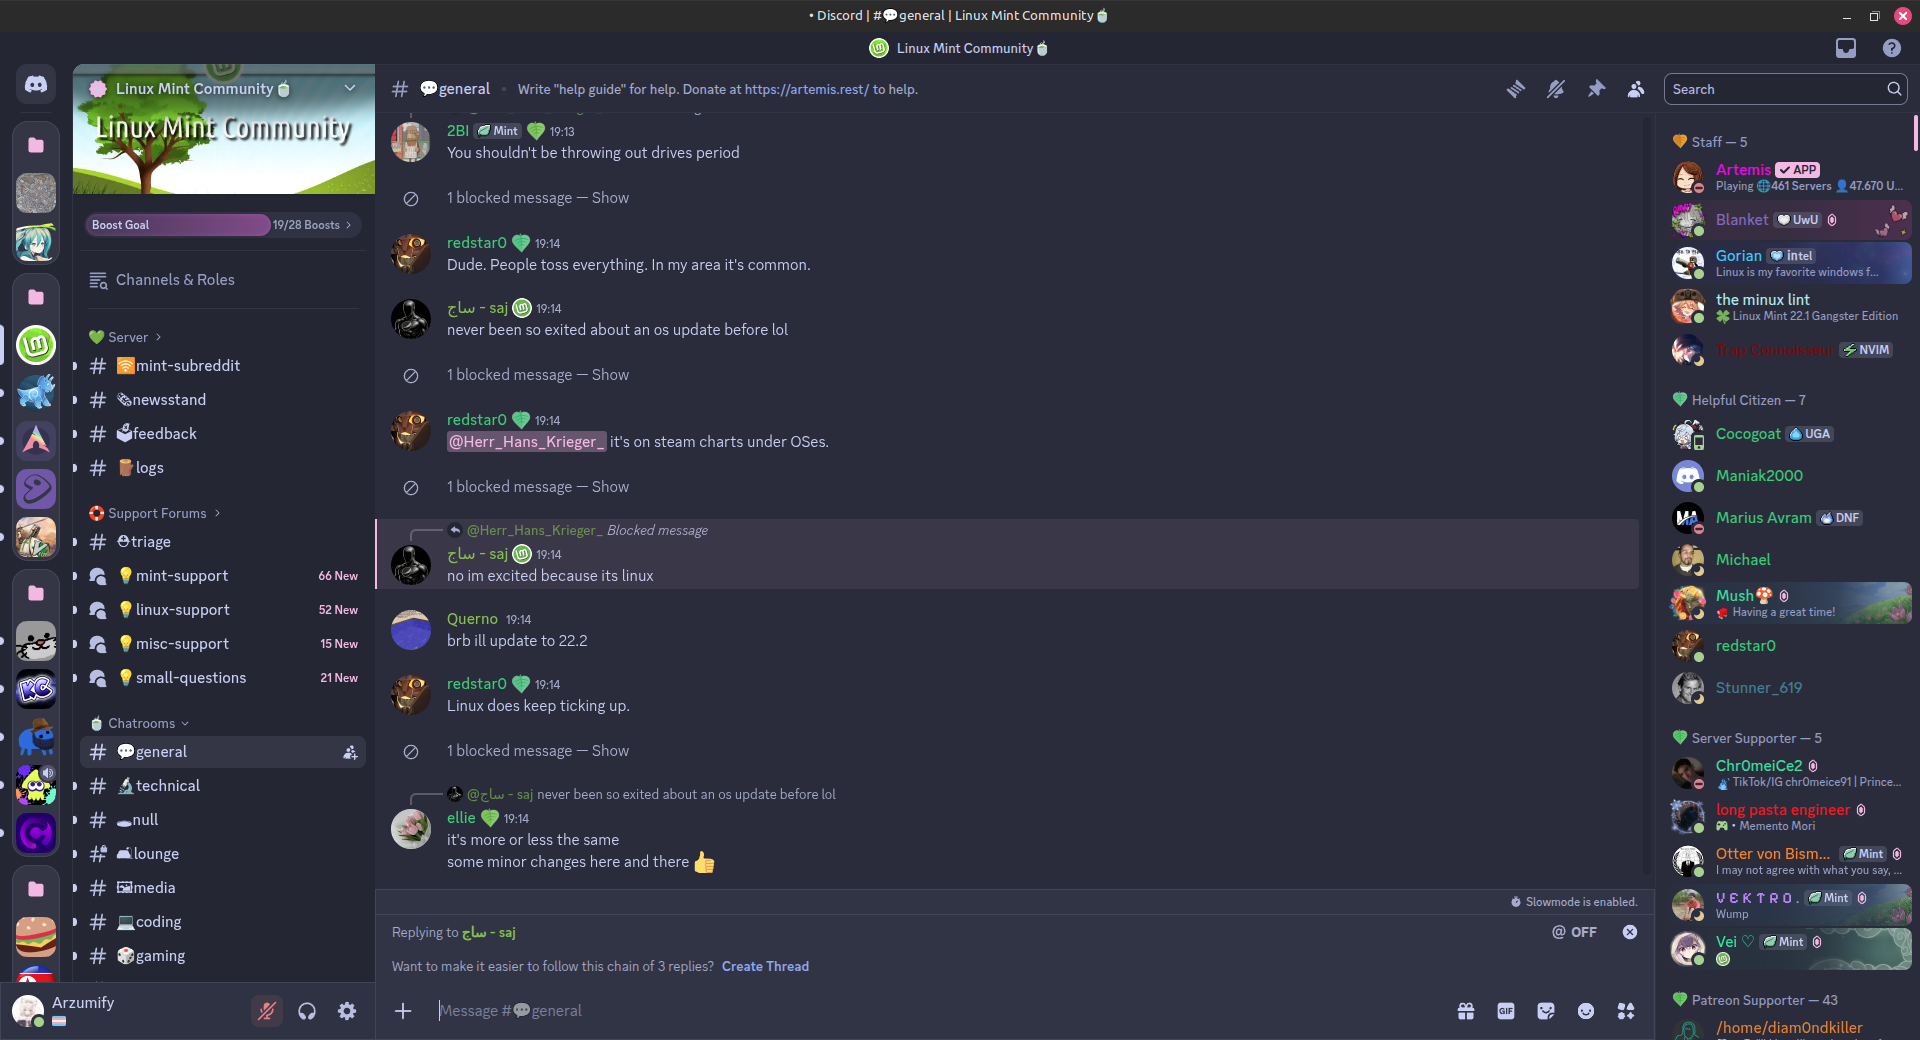 • Discord | #💬general | Linux Mint Community🍵
Linux Mint Community🍵
Linux Mint Community🍵
Linux Mint Community
Boost Goal
19/28 Boosts
Channels & Roles
💚 Server
🛜mint-subreddit
🗞newsstand
🗳feedback
🪵logs
🛟 Support Forums
⛑triage
💡mint-support
66 New
💡linux-support
52 New
💡misc-support
15 New
💡small-questions
21 New
🍵 Chatrooms
💬general
🔬technical
🕳null
🛋lounge
🖼media
💻coding
🎲gaming
Arzumify
💬general
Write "help guide" for help. Donate at https://artemis.rest/ to help.
Search
2BI Mint 19:13
You shouldn't be throwing out drives period
1 blocked message — Show
redstar0 19:14
Dude. People toss everything. In my area it's common.
ساج - saj 19:14
never been so exited about an os update before lol
1 blocked message — Show
redstar0 19:14
@Herr_Hans_Krieger_ it's on steam charts under OSes.
1 blocked message — Show
@Herr_Hans_Krieger_ Blocked message
ساج - saj 19:14
no im excited because its linux
Querno 19:14
brb ill update to 22.2
redstar0 19:14
Linux does keep ticking up.
1 blocked message — Show
@ساج - saj never been so exited about an os update before lol
ellie 19:14
it's more or less the same
some minor changes here and there 👍
Slowmode is enabled.
Replying to ساج - saj
@ OFF
Want to make it easier to follow this chain of 3 replies? Create Thread
Message #💬general
GIF
Staff — 5
Artemis APP
Playing 🌐461 Servers 👤47.670 U...
Blanket UwU
Gorian intel
Linux is my favorite windows f...
the minux lint
🍀 Linux Mint 22.1 Gangster Edition
Trap Connoisseur NVIM
Helpful Citizen — 7
Cocogoat UGA
Maniak2000
Marius Avram DNF
Michael
Mush🍄
Having a great time!
redstar0
Stunner_619
Server Supporter — 5
Chr0meiCe2
TikTok/IG chr0meice91 | Prince...
long pasta engineer
🎮 • Memento Mori
Otter von Bism... Mint
I may not agree with what you say, ...
V E K T R O . Mint
Wump
Vei ♡ Mint
Patreon Supporter — 43
/home/diam0ndkiller